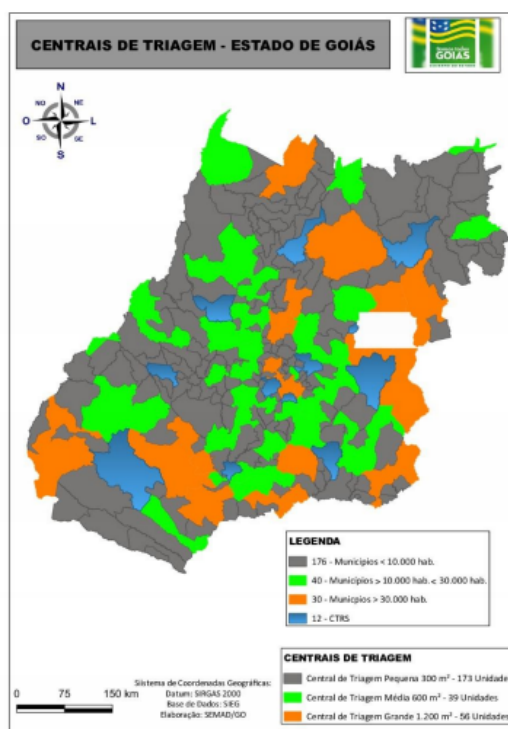 CENTRAIS DE TRIAGEM - ESTADO DE GOIÁS
GOIÁS
N
NO
NE
O
L
SO
SE
S
LEGENDA
176 - Municípios < 10.000 hab.
40 - Municípios > 10.000 hab. < 30.000 hab.
30 - Municpios > 30.000 hab.
12 - CTRS
CENTRAIS DE TRIAGEM
Central de Triagem Pequena 300 m² - 173 Unidade
Central de Triagem Média 600 m² - 39 Unidades
Central de Triagem Grande 1.200 m² - 56 Unidades
Sistema de Coordenadas Geográficas:
Datum: SIRGAS 2000
Base de Dados: SIEG
Elaboração: SEMAD/GO
0 75 150 km